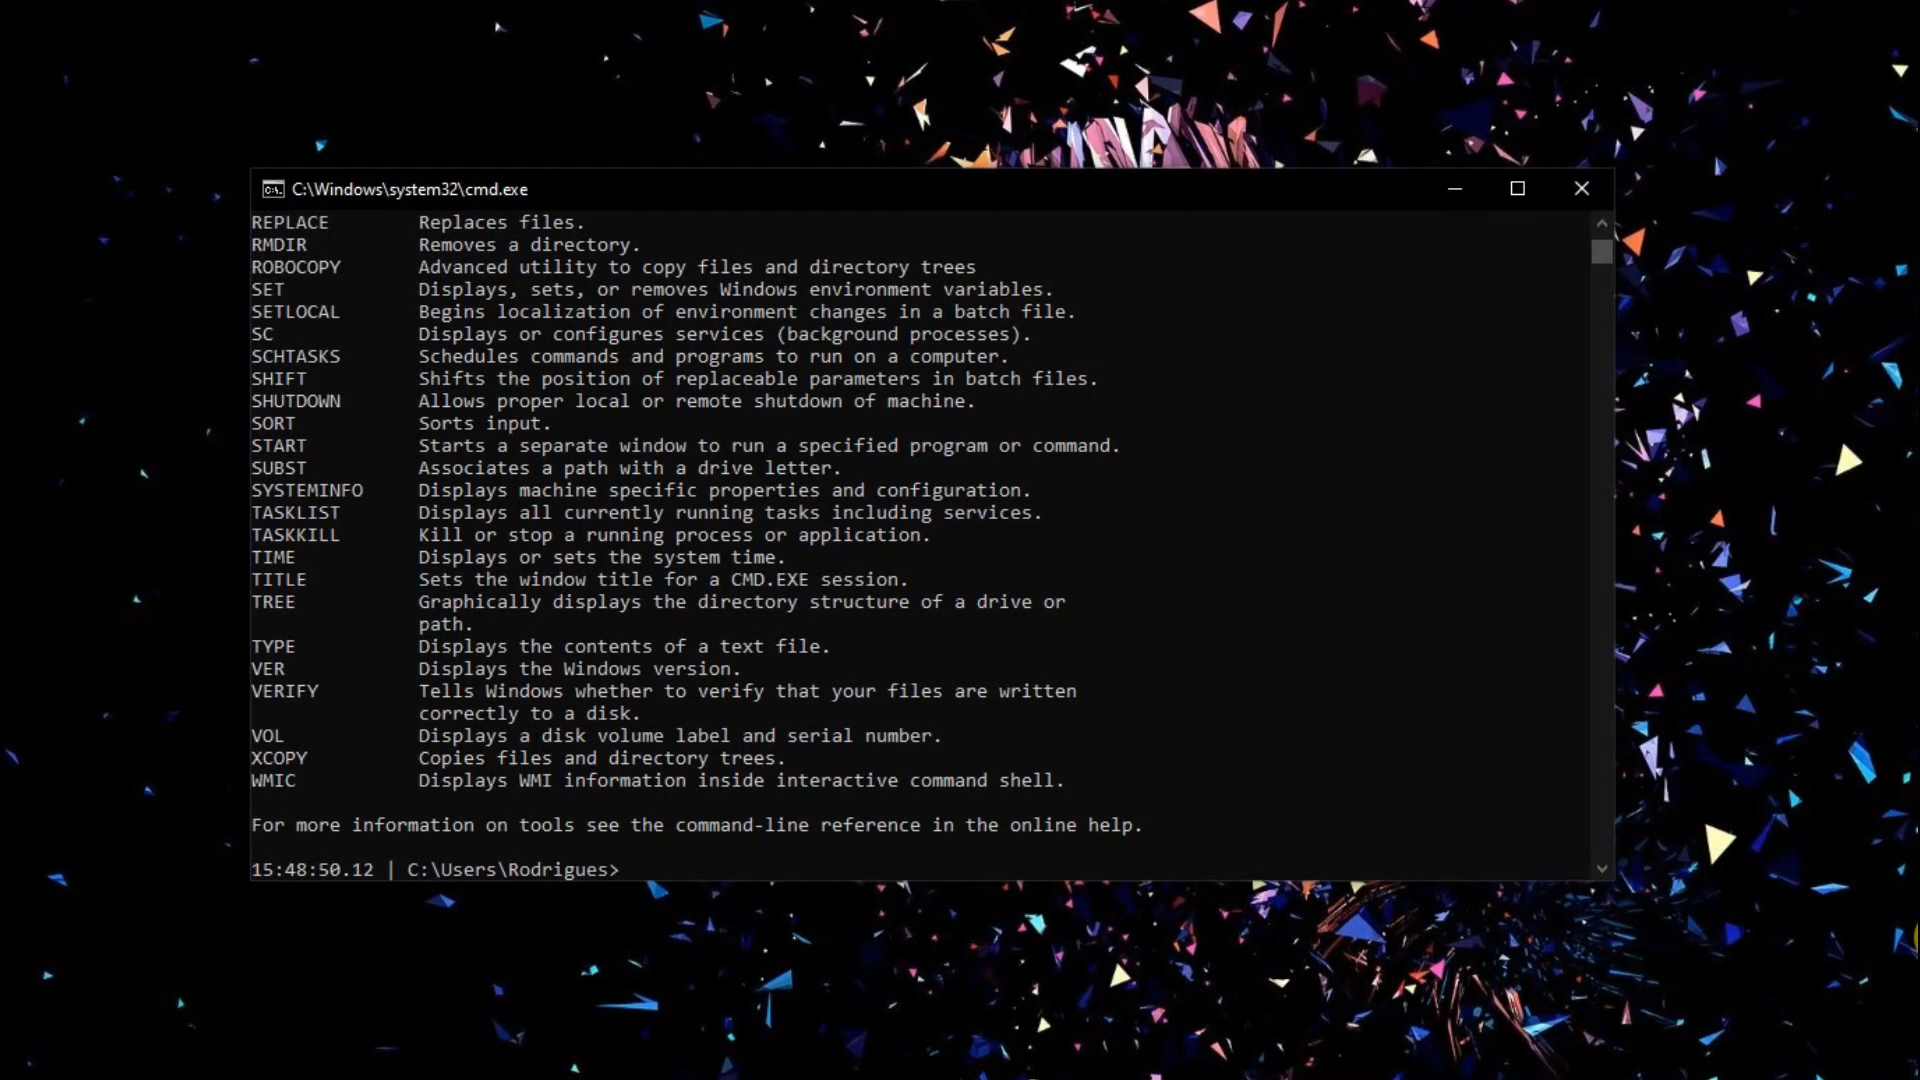 C:\Windows\system32\cmd.exe
REPLACE Replaces files.
RMDIR Removes a directory.
ROBOCOPY Advanced utility to copy files and directory trees
SET Displays, sets, or removes Windows environment variables.
SETLOCAL Begins localization of environment changes in a batch file.
SC Displays or configures services (background processes).
SCHTASKS Schedules commands and programs to run on a computer.
SHIFT Shifts the position of replaceable parameters in batch files.
SHUTDOWN Allows proper local or remote shutdown of machine.
SORT Sorts input.
START Starts a separate window to run a specified program or command.
SUBST Associates a path with a drive letter.
SYSTEMINFO Displays machine specific properties and configuration.
TASKLIST Displays all currently running tasks including services.
TASKKILL Kill or stop a running process or application.
TIME Displays or sets the system time.
TITLE Sets the window title for a CMD.EXE session.
TREE Graphically displays the directory structure of a drive or
path.
TYPE Displays the contents of a text file.
VER Displays the Windows version.
VERIFY Tells Windows whether to verify that your files are written
correctly to a disk.
VOL Displays a disk volume label and serial number.
XCOPY Copies files and directory trees.
WMIC Displays WMI information inside interactive command shell.
For more information on tools see the command-line reference in the online help.
15:48:50.12 | C:\Users\Rodrigues>